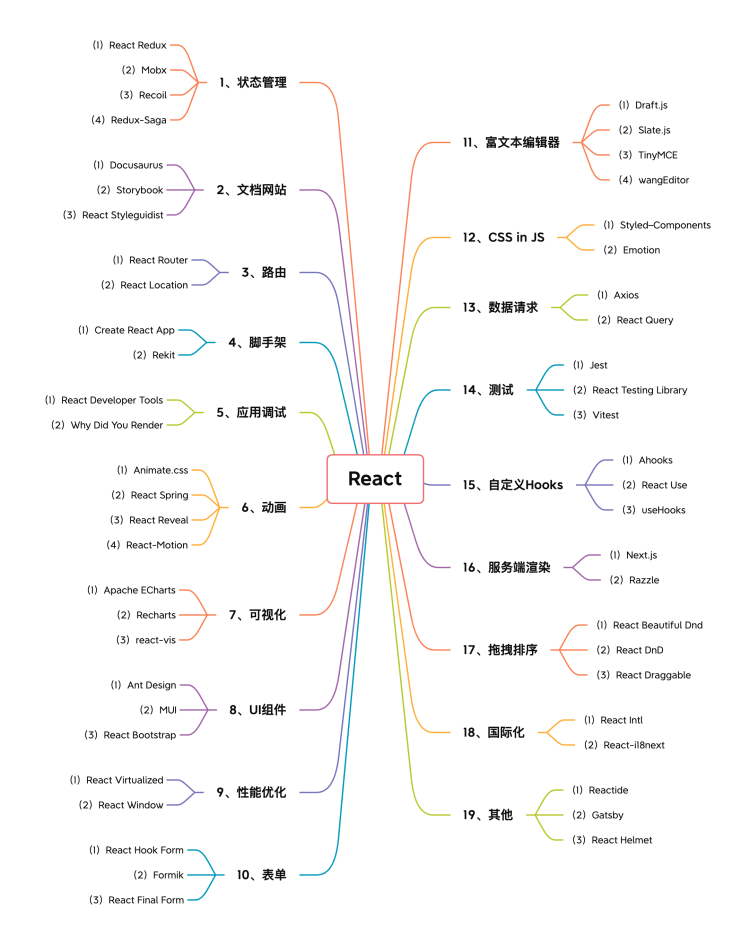 React
1、状态管理
(1) React Redux
(2) Mobx
(3) Recoil
(4) Redux-Saga
2、文档网站
(1) Docusaurus
(2) Storybook
(3) React Styleguidist
3、路由
(1) React Router
(2) React Location
4、脚手架
(1) Create React App
(2) Rekit
5、应用调试
(1) React Developer Tools
(2) Why Did You Render
6、动画
(1) Animate.css
(2) React Spring
(3) React Reveal
(4) React-Motion
7、可视化
(1) Apache ECharts
(2) Recharts
(3) react-vis
8、UI组件
(1) Ant Design
(2) MUI
(3) React Bootstrap
9、性能优化
(1) React Virtualized
(2) React Window
10、表单
(1) React Hook Form
(2) Formik
(3) React Final Form
11、富文本编辑器
(1) Draft.js
(2) Slate.js
(3) TinyMCE
(4) wangEditor
12、CSS in JS
(1) Styled–Components
(2) Emotion
13、数据请求
(1) Axios
(2) React Query
14、测试
(1) Jest
(2) React Testing Library
(3) Vitest
15、自定义Hooks
(1) Ahooks
(2) React Use
(3) useHooks
16、服务端渲染
(1) Next.js
(2) Razzle
17、拖拽排序
(1) React Beautiful Dnd
(2) React DnD
(3) React Draggable
18、国际化
(1) React Intl
(2) React-i18next
19、其他
(1) Reactide
(2) Gatsby
(3) React Helmet